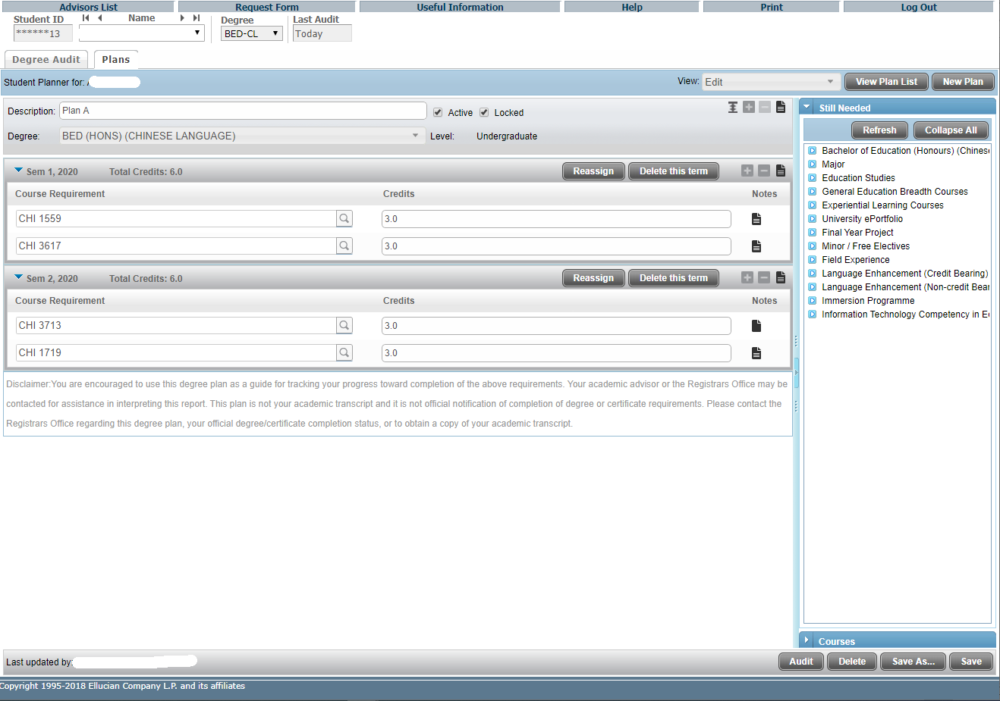 Advisors List Request Form Useful Information Help Print Log Out
Student ID Name Degree Last Audit
******13 BED-CL Today
Degree Audit Plans
Student Planner for: View: Edit View Plan List New Plan
Description: Plan A Active Locked
Degree: BED (HONS) (CHINESE LANGUAGE) Level: Undergraduate
Sem 1, 2020 Total Credits: 6.0 Reassign Delete this term
Course Requirement Credits Notes
CHI 1559 3.0
CHI 3617 3.0
Sem 2, 2020 Total Credits: 6.0 Reassign Delete this term
Course Requirement Credits Notes
CHI 3713 3.0
CHI 1719 3.0
Disclaimer:You are encouraged to use this degree plan as a guide for tracking your progress toward completion of the above requirements. Your academic advisor or the Registrars Office may be
contacted for assistance in interpreting this report. This plan is not your academic transcript and it is not official notification of completion of degree or certificate requirements. Please contact the
Registrars Office regarding this degree plan, your official degree/certificate completion status, or to obtain a copy of your academic transcript.
Still Needed
Refresh Collapse All
Bachelor of Education (Honours) (Chines
Major
Education Studies
General Education Breadth Courses
Experiential Learning Courses
University ePortfolio
Final Year Project
Minor / Free Electives
Field Experience
Language Enhancement (Credit Bearing)
Language Enhancement (Non-credit Bear
Immersion Programme
Information Technology Competency in E
Courses
Last updated by: Audit Delete Save As... Save
Copyright 1995-2018 Ellucian Company L.P. and its affiliates